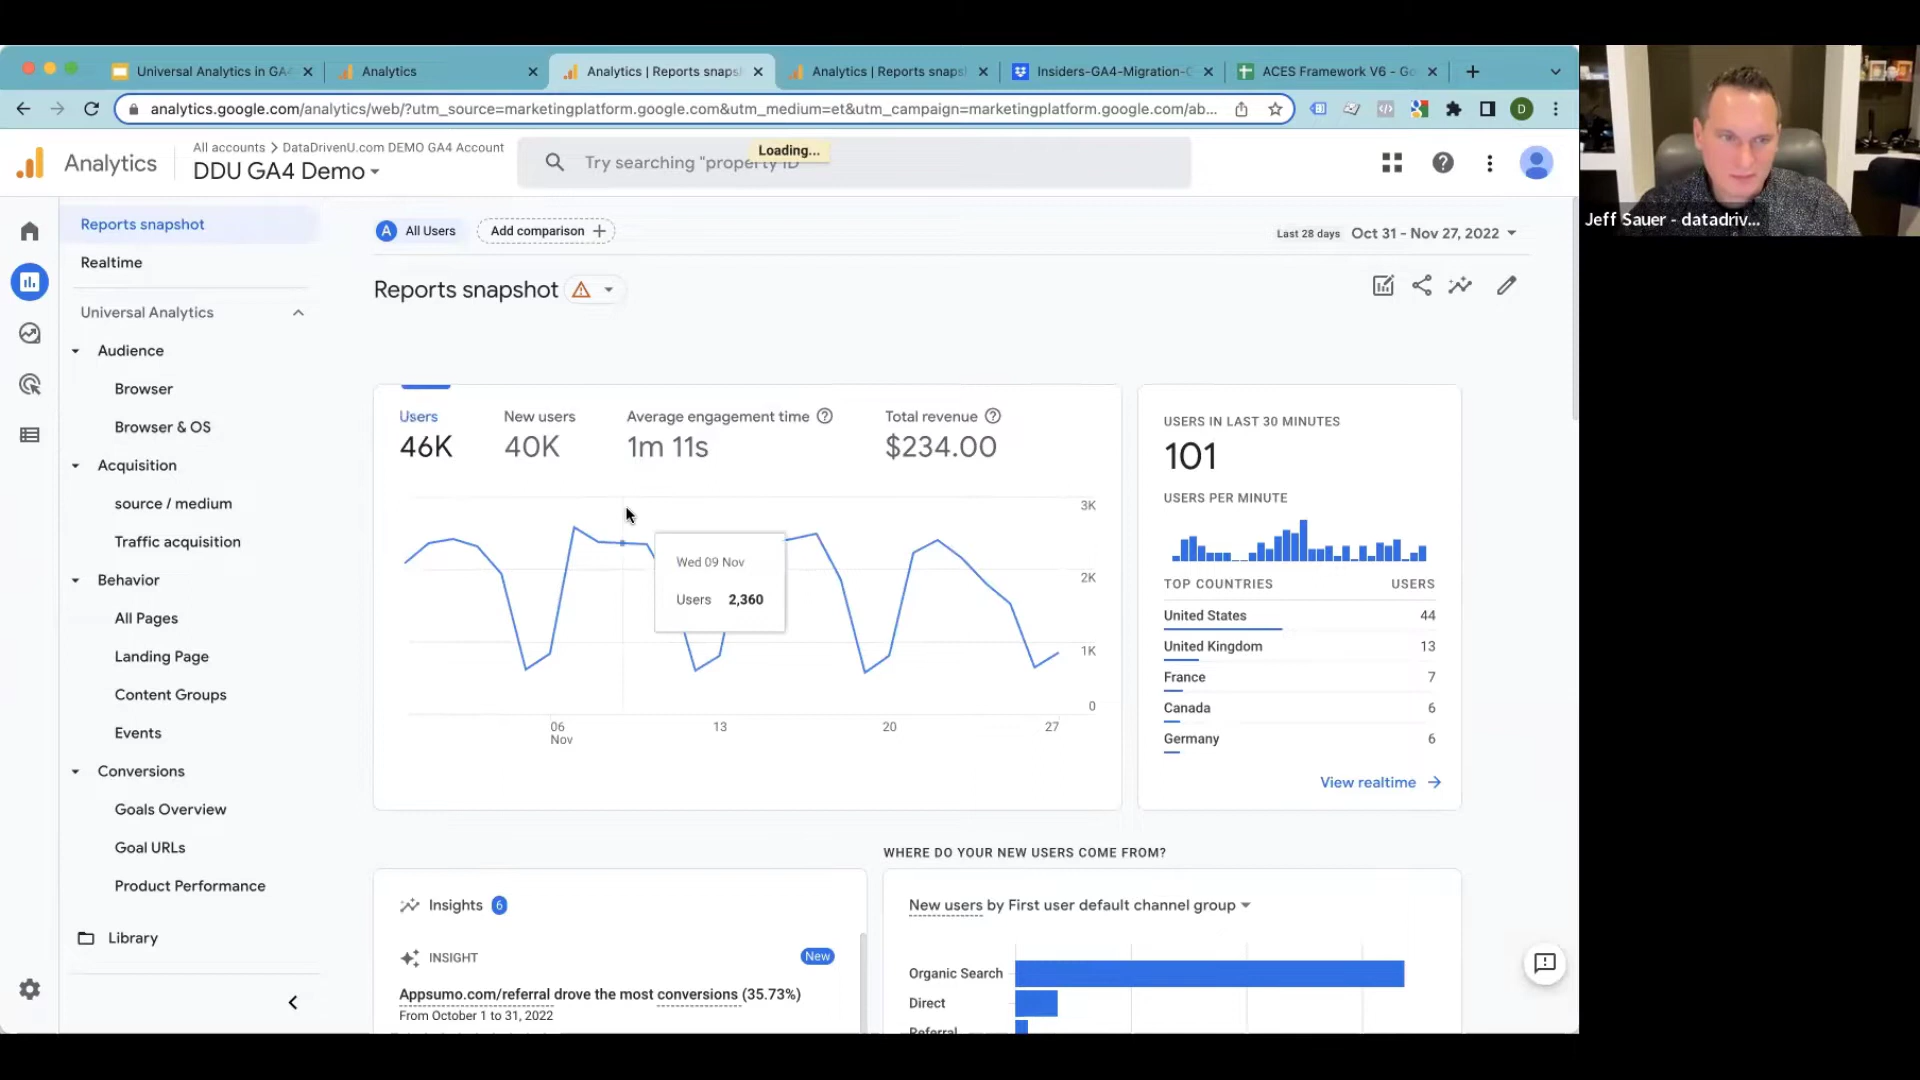 Universal Analytics in GA
Analytics
Analytics | Reports snaps
Analytics | Reports snaps
Insiders-GA4-Migration-
ACES Framework V6 - Go
analytics.google.com/analytics/web/?utm_source=marketingplatform.google.com&utm_medium=et&utm_campaign=marketingplatform.google.com/ab...
D
Analytics
All accounts > DataDrivenU.com DEMO GA4 Account
DDU GA4 Demo
Try searching "property ID"
Loading...
Jeff Sauer - datadriv...
Reports snapshot
Realtime
Universal Analytics
Audience
Browser
Browser & OS
Acquisition
source / medium
Traffic acquisition
Behavior
All Pages
Landing Page
Content Groups
Events
Conversions
Goals Overview
Goal URLs
Product Performance
Library
A All Users
Add comparison +
Last 28 days Oct 31 - Nov 27, 2022
Reports snapshot
Users
46K
New users
40K
Average engagement time
1m 11s
Total revenue
$234.00
3K
2K
1K
0
Wed 09 Nov
Users 2,360
06
Nov
13
20
27
USERS IN LAST 30 MINUTES
101
USERS PER MINUTE
TOP COUNTRIES USERS
United States 44
United Kingdom 13
France 7
Canada 6
Germany 6
View realtime
Insights 6
INSIGHT
New
Appsumo.com/referral drove the most conversions (35.73%)
From October 1 to 31, 2022
WHERE DO YOUR NEW USERS COME FROM?
New users by First user default channel group
Organic Search
Direct
Referral